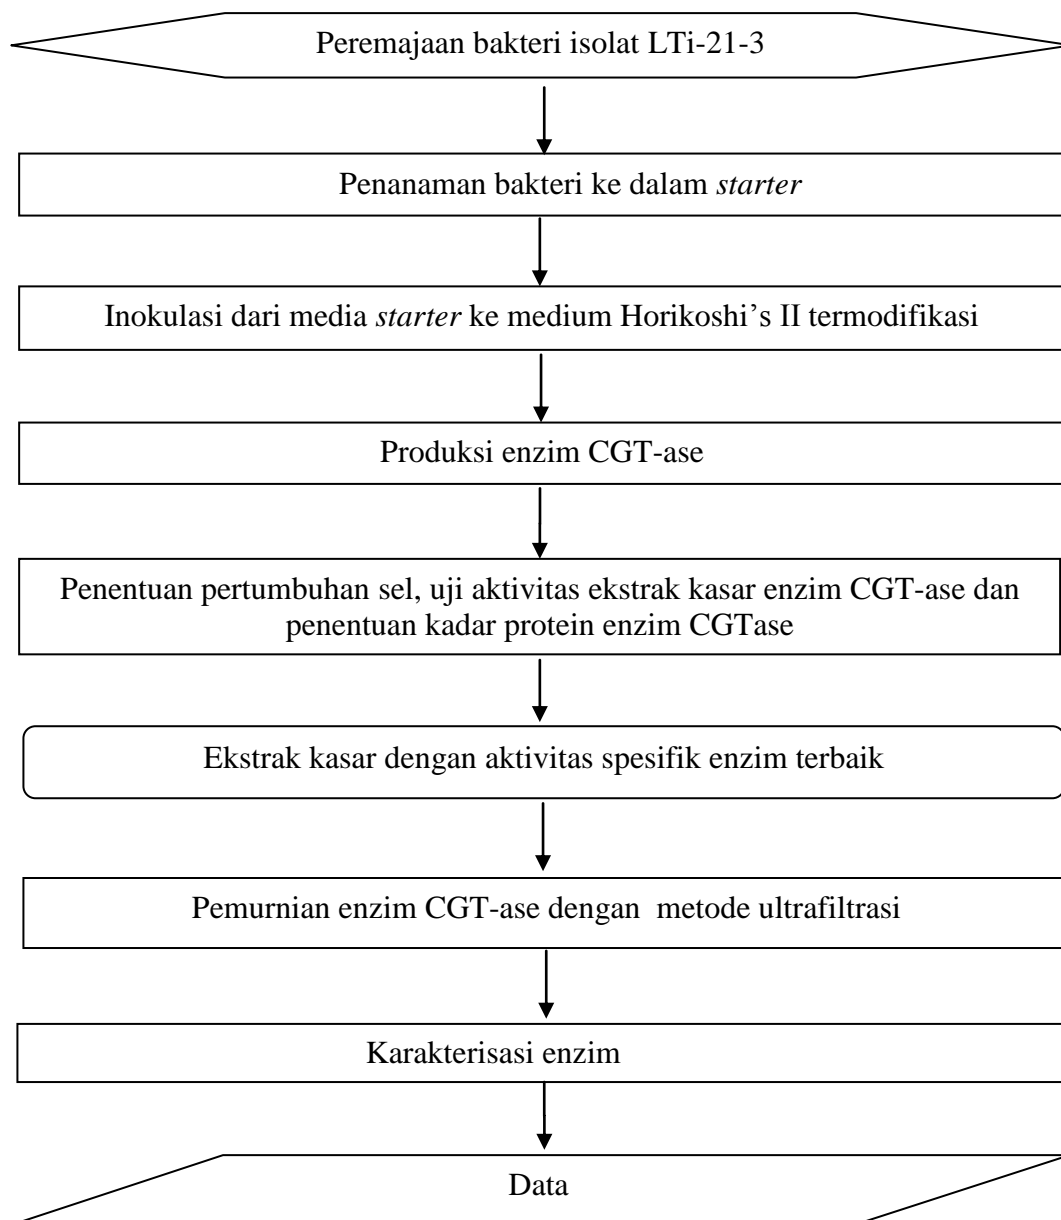 Peremajaan bakteri isolat LTi-21-3
Penanaman bakteri ke dalam starter
Inokulasi dari media starter ke medium Horikoshi’s II termodifikasi
Produksi enzim CGT-ase
Penentuan pertumbuhan sel, uji aktivitas ekstrak kasar enzim CGT-ase dan
penentuan kadar protein enzim CGTase
Ekstrak kasar dengan aktivitas spesifik enzim terbaik
Pemurnian enzim CGT-ase dengan  metode ultrafiltrasi
Karakterisasi enzim
Data